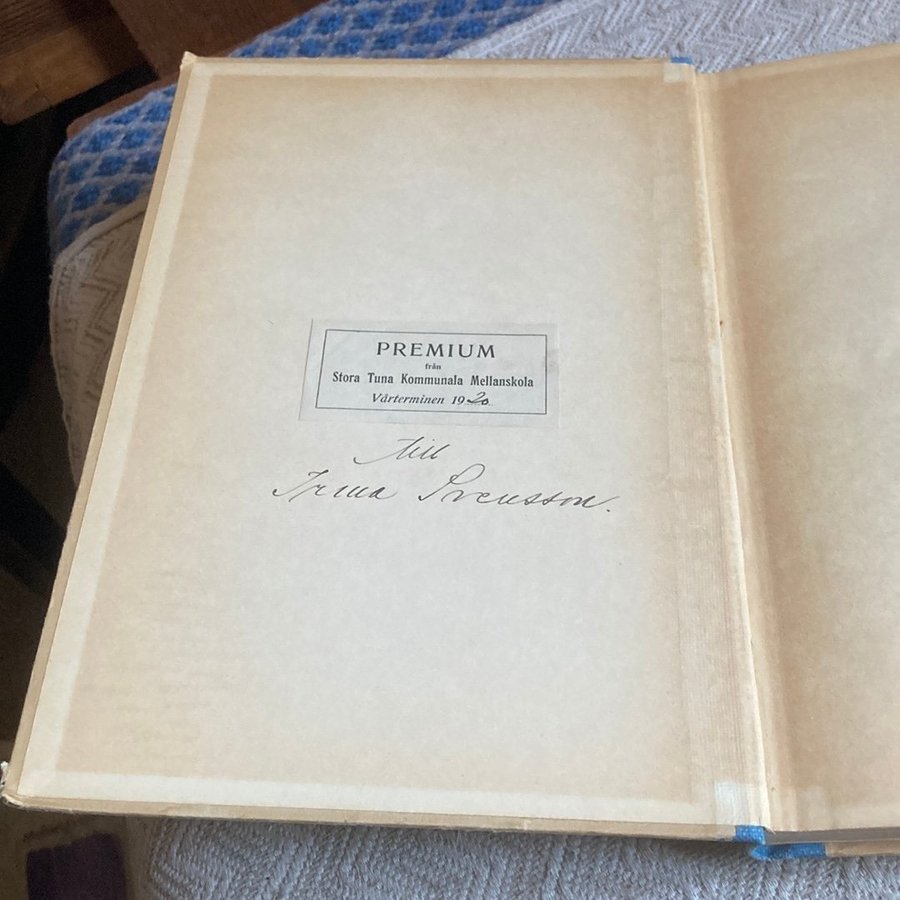 PREMIUM
från
Stora Tuna Kommunala Mellanskola
Vårterminen 1920
till
Irma Svensson.